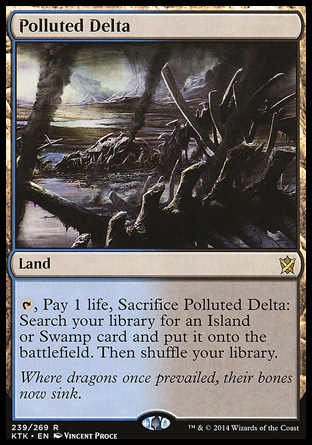 Polluted Delta
Land
, Pay 1 life, Sacrifice Polluted Delta:
Search your library for an Island
or Swamp card and put it onto the
battlefield. Then shuffle your library.
Where dragons once prevailed, their bones
now sink.
239/269 R
KTK • EN Vincent Proce
™ & © 2014 Wizards of the Coast